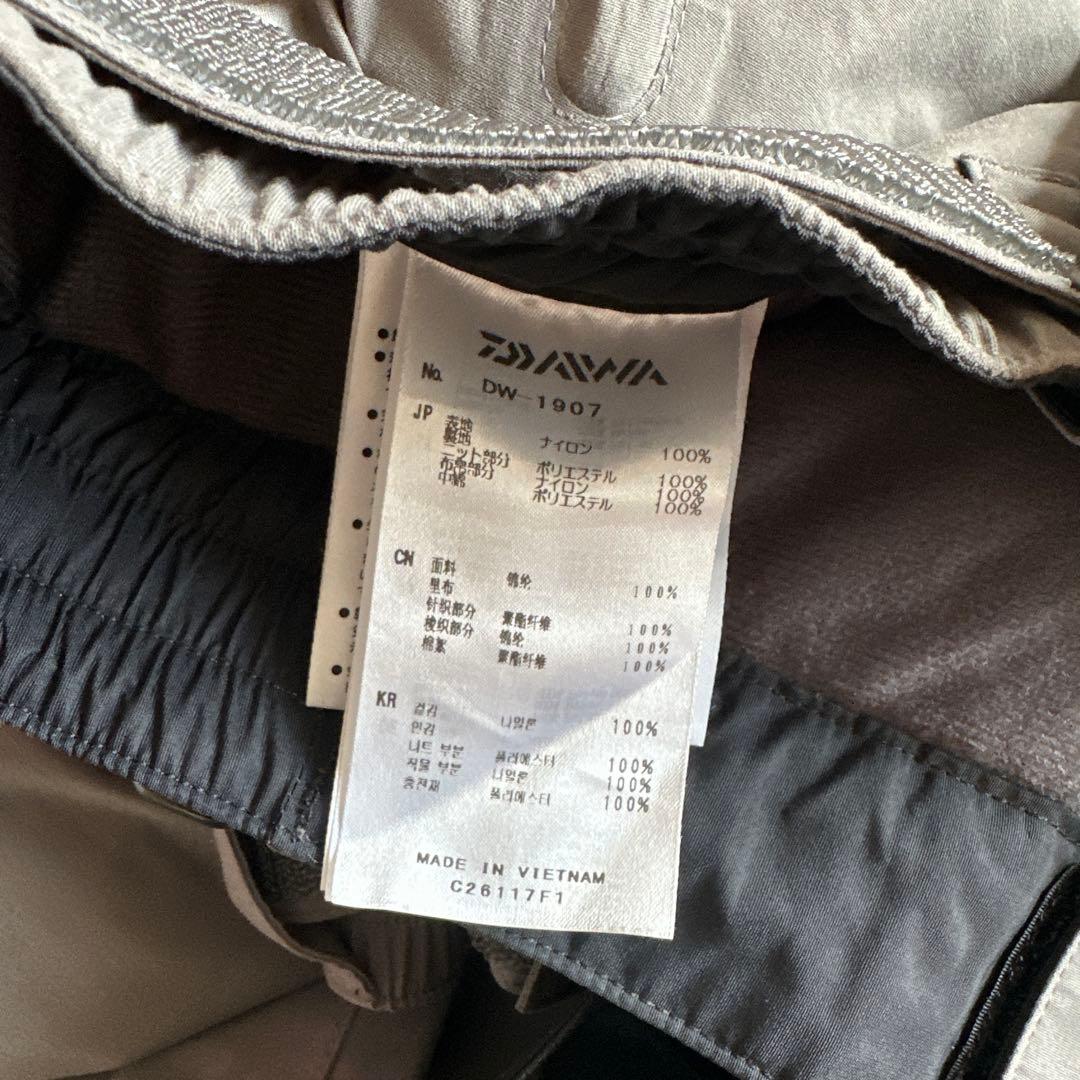 DAIWA
No. DW-1907
JP 表地 ナイロン 100%
裏地
ニット部分 ポリエステル 100%
布帛部分 ナイロン 100%
中綿 ポリエステル 100%
CN 面料 锦纶 100%
里布
针织部分 聚酯纤维 100%
梭织部分 锦纶 100%
棉絮 聚酯纤维 100%
KR 겉감 나일론 100%
안감
니트 부분 폴리에스터 100%
직물 부분 나일론 100%
충전재 폴리에스터 100%
MADE IN VIETNAM
C26117F1